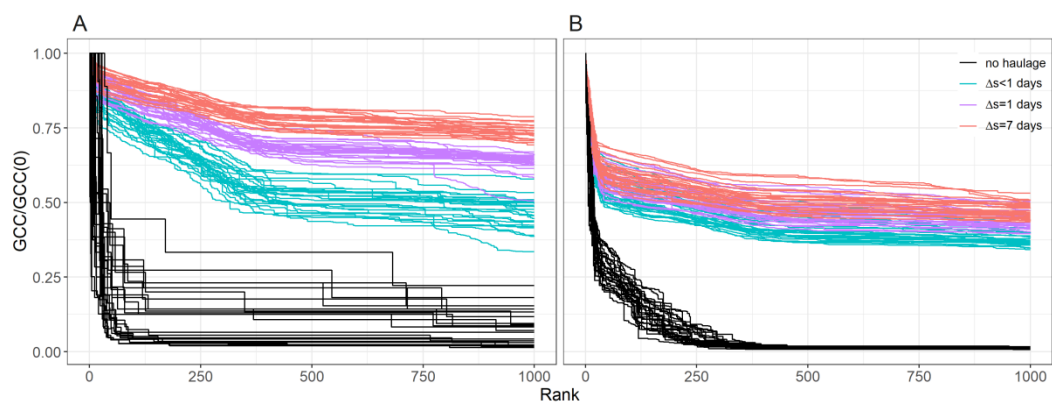 A
B
GCC/GCC(0)
1.00
0.75
0.50
0.25
0.00
no haulage
Δs<1 days
Δs=1 days
Δs=7 days
0 250 500 750 1000
0 250 500 750 1000
Rank